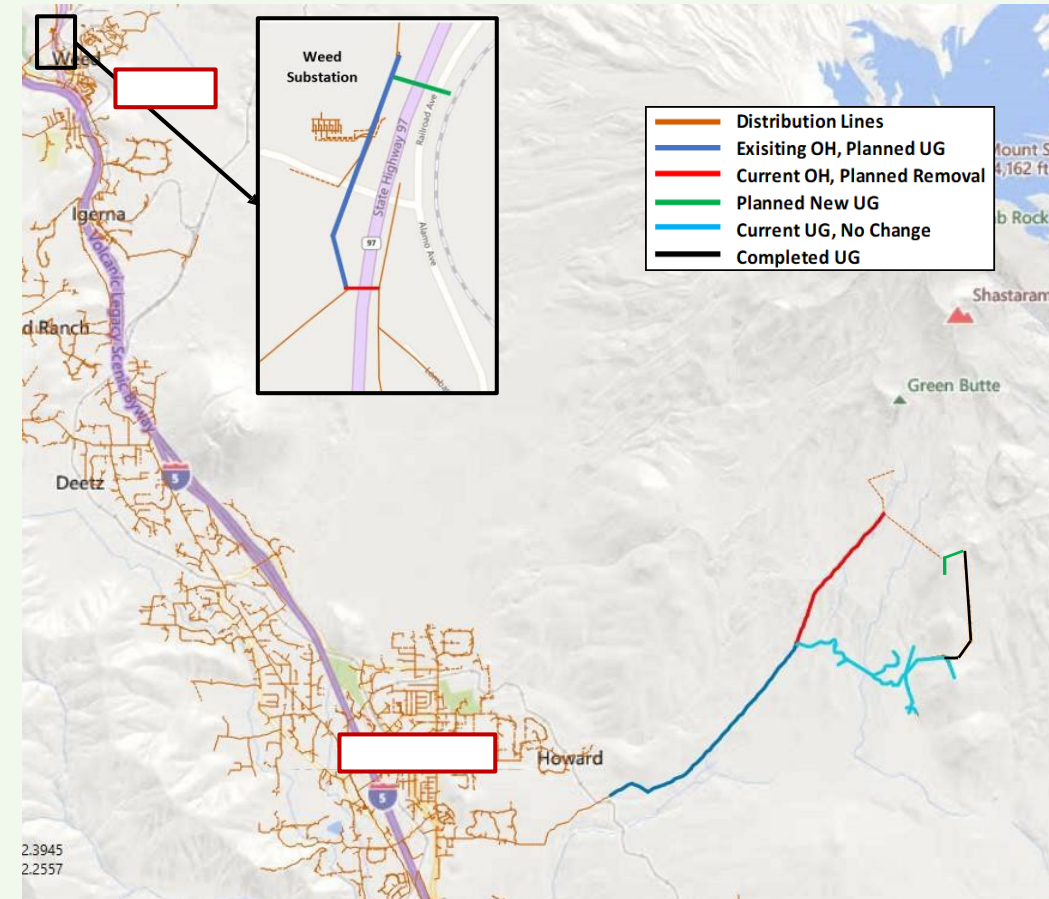 Weed
Weed
Substation
Railroad Ave
State Highway 97
97
Alamo Ave
Distribution Lines
Exisiting OH, Planned UG
Current OH, Planned Removal
Planned New UG
Current UG, No Change
Completed UG
Mount S
4,162 ft
b Rock
Shastaram
Green Butte
Igerna
Volcanic Legacy Scenic Byway
d Ranch
Deetz
5
Howard
5
2.3945
2.2557